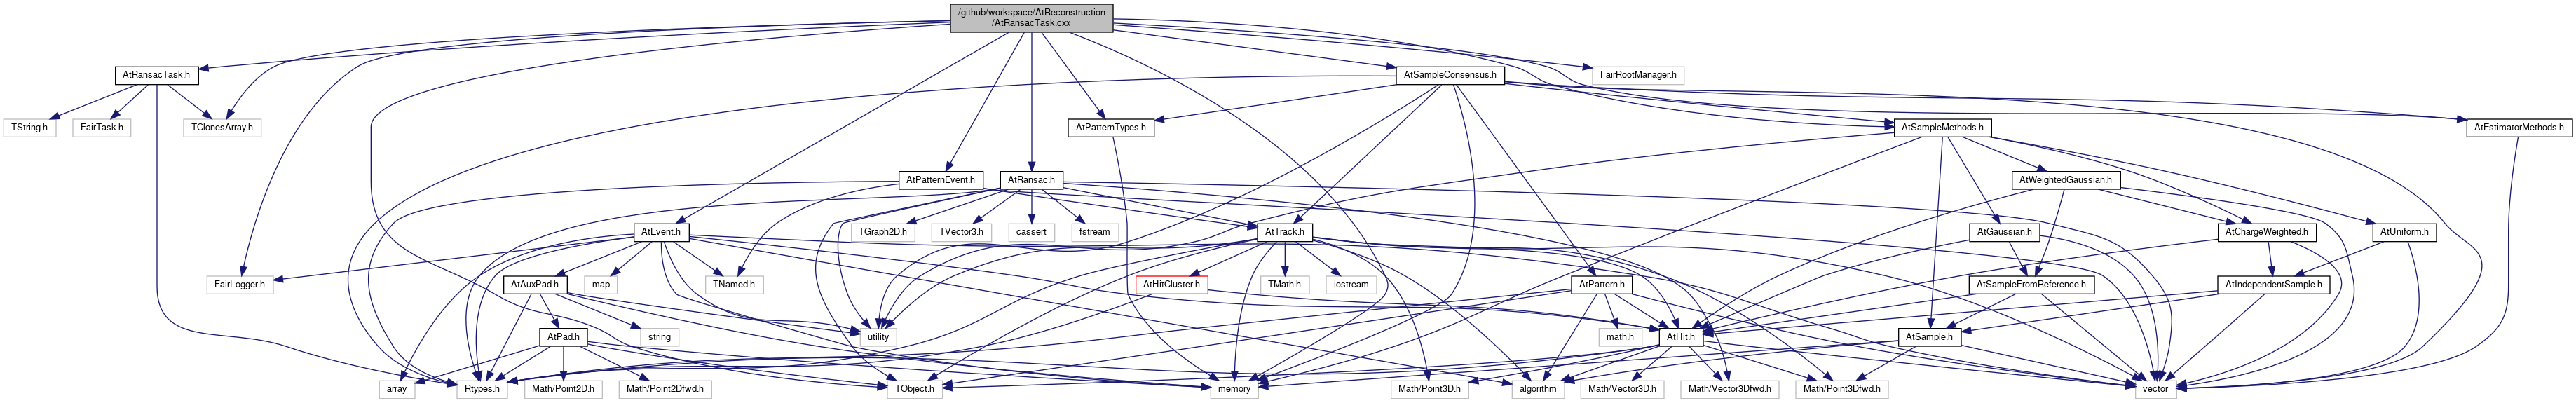 /github/workspace/AtReconstruction
/AtRansacTask.cxx
AtRansacTask.h
AtSampleConsensus.h
FairRootManager.h
TString.h
FairTask.h
TClonesArray.h
AtPatternTypes.h
AtSampleMethods.h
AtEstimatorMethods.h
AtPatternEvent.h
AtRansac.h
AtWeightedGaussian.h
AtEvent.h
TGraph2D.h
TVector3.h
cassert
fstream
AtTrack.h
AtGaussian.h
AtChargeWeighted.h
AtUniform.h
FairLogger.h
AtAuxPad.h
map
TNamed.h
AtHitCluster.h
TMath.h
iostream
AtPattern.h
AtSampleFromReference.h
AtIndependentSample.h
AtPad.h
string
utility
math.h
AtHit.h
AtSample.h
array
Rtypes.h
Math/Point2D.h
Math/Point2Dfwd.h
TObject.h
memory
Math/Point3D.h
algorithm
Math/Vector3D.h
Math/Vector3Dfwd.h
Math/Point3Dfwd.h
vector